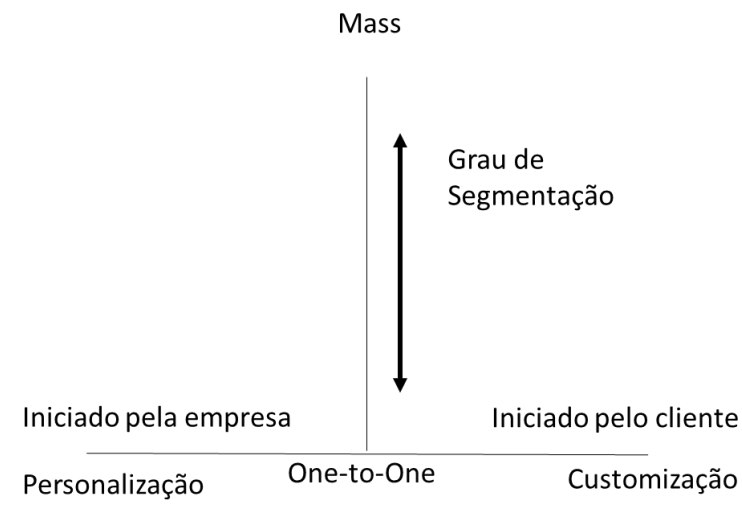 Mass
Grau de
Segmentação
Iniciado pela empresa
Iniciado pelo cliente
Personalização
One-to-One
Customização